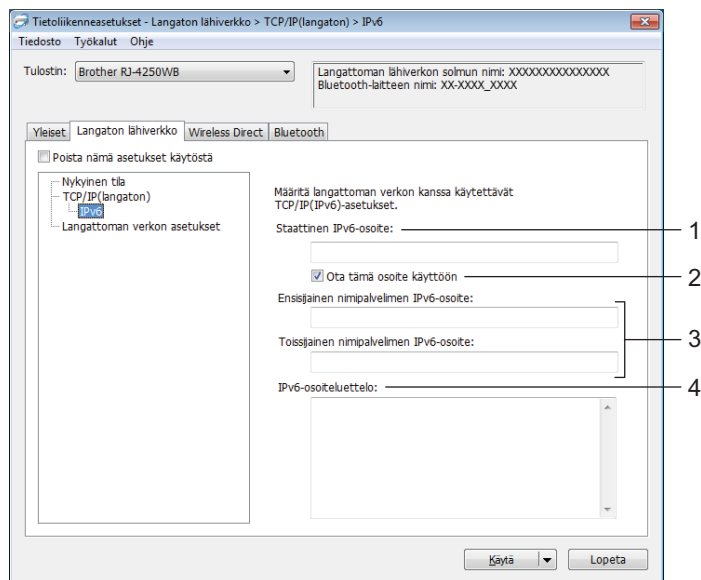 Tietoliikenneasetukset - Langaton lähiverkko > TCP/IP(langaton) > IPv6
Tiedosto Työkalut Ohje
Tulostin: Brother RJ-4250WB
Langattoman lähiverkon solmun nimi: XXXXXXXXXXXXXXX
Bluetooth-laitteen nimi: XX-XXXX_XXXX
Yleiset Langaton lähiverkko Wireless Direct Bluetooth
Poista nämä asetukset käytöstä
Nykyinen tila
TCP/IP(langaton)
IPv6
Langattoman verkon asetukset
Määritä langattoman verkon kanssa käytettävät
TCP/IP(IPv6)-asetukset.
Staattinen IPv6-osoite: 1
Ota tämä osoite käyttöön 2
Ensisijainen nimipalvelimen IPv6-osoite:
3
Toissijainen nimipalvelimen IPv6-osoite:
IPv6-osoiteluettelo: 4
Käytä Lopeta